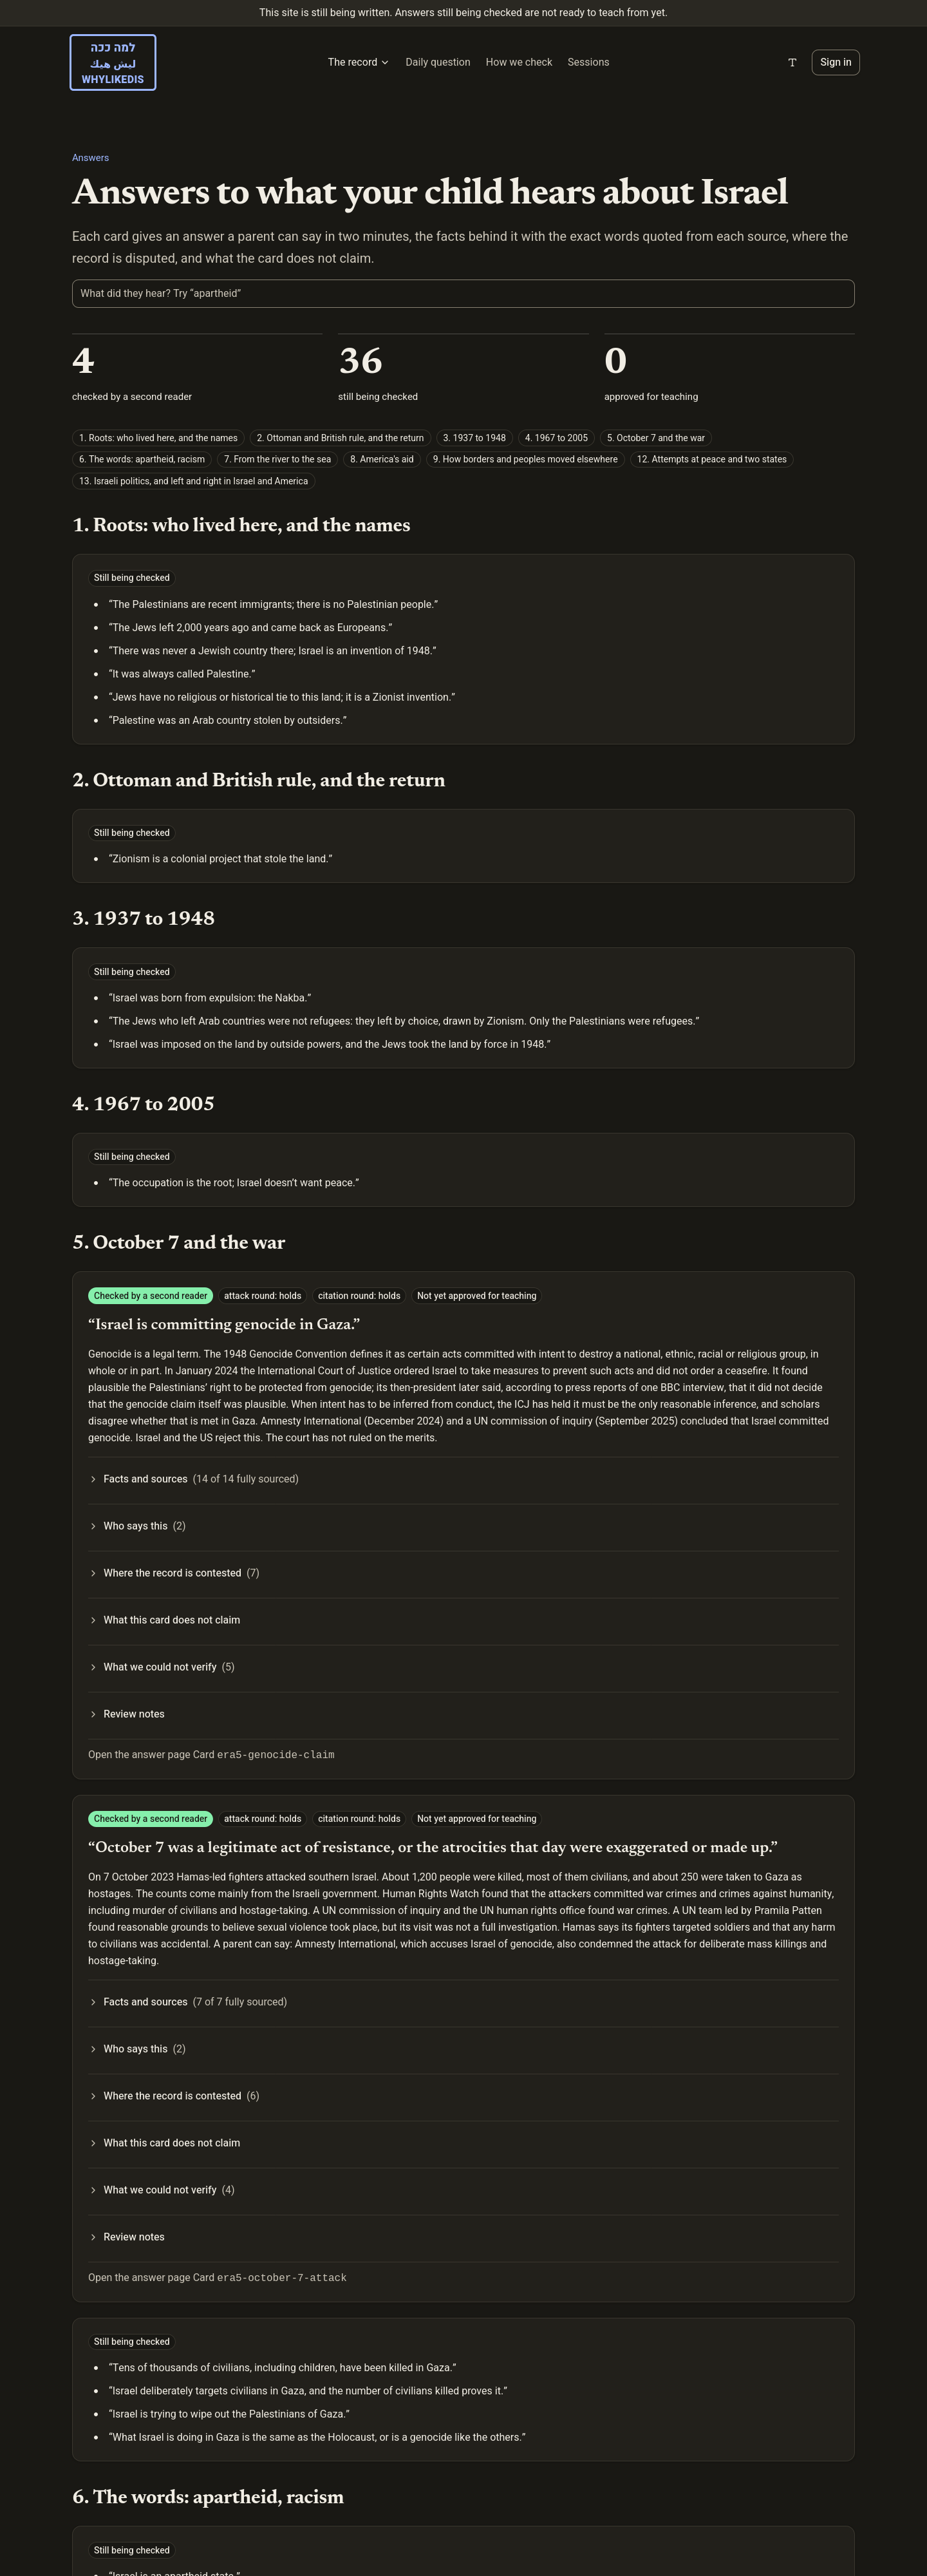 This site is still being written. Answers still being checked are not ready to teach from yet.
למה ככה
ليش هيك
WHYLIKEDIS
The record
Daily question
How we check
Sessions
Sign in
Answers
Answers to what your child hears about Israel
Each card gives an answer a parent can say in two minutes, the facts behind it with the exact words quoted from each source, where the
record is disputed, and what the card does not claim.
What did they hear? Try “apartheid”
4
checked by a second reader
36
still being checked
0
approved for teaching
1. Roots: who lived here, and the names
2. Ottoman and British rule, and the return
3. 1937 to 1948
4. 1967 to 2005
5. October 7 and the war
6. The words: apartheid, racism
7. From the river to the sea
8. America's aid
9. How borders and peoples moved elsewhere
12. Attempts at peace and two states
13. Israeli politics, and left and right in Israel and America
1. Roots: who lived here, and the names
Still being checked
“The Palestinians are recent immigrants; there is no Palestinian people.”
“The Jews left 2,000 years ago and came back as Europeans.”
“There was never a Jewish country there; Israel is an invention of 1948.”
“It was always called Palestine.”
“Jews have no religious or historical tie to this land; it is a Zionist invention.”
“Palestine was an Arab country stolen by outsiders.”
2. Ottoman and British rule, and the return
Still being checked
“Zionism is a colonial project that stole the land.”
3. 1937 to 1948
Still being checked
“Israel was born from expulsion: the Nakba.”
“The Jews who left Arab countries were not refugees: they left by choice, drawn by Zionism. Only the Palestinians were refugees.”
“Israel was imposed on the land by outside powers, and the Jews took the land by force in 1948.”
4. 1967 to 2005
Still being checked
“The occupation is the root; Israel doesn’t want peace.”
5. October 7 and the war
Checked by a second reader
attack round: holds
citation round: holds
Not yet approved for teaching
“Israel is committing genocide in Gaza.”
Genocide is a legal term. The 1948 Genocide Convention defines it as certain acts committed with intent to destroy a national, ethnic, racial or religious group, in
whole or in part. In January 2024 the International Court of Justice ordered Israel to take measures to prevent such acts and did not order a ceasefire. It found
plausible the Palestinians’ right to be protected from genocide; its then-president later said, according to press reports of one BBC interview, that it did not decide
that the genocide claim itself was plausible. When intent has to be inferred from conduct, the ICJ has held it must be the only reasonable inference, and scholars
disagree whether that is met in Gaza. Amnesty International (December 2024) and a UN commission of inquiry (September 2025) concluded that Israel committed
genocide. Israel and the US reject this. The court has not ruled on the merits.
Facts and sources (14 of 14 fully sourced)
Who says this (2)
Where the record is contested (7)
What this card does not claim
What we could not verify (5)
Review notes
Open the answer page Card era5-genocide-claim
Checked by a second reader
attack round: holds
citation round: holds
Not yet approved for teaching
“October 7 was a legitimate act of resistance, or the atrocities that day were exaggerated or made up.”
On 7 October 2023 Hamas-led fighters attacked southern Israel. About 1,200 people were killed, most of them civilians, and about 250 were taken to Gaza as
hostages. The counts come mainly from the Israeli government. Human Rights Watch found that the attackers committed war crimes and crimes against humanity,
including murder of civilians and hostage-taking. A UN commission of inquiry and the UN human rights office found war crimes. A UN team led by Pramila Patten
found reasonable grounds to believe sexual violence took place, but its visit was not a full investigation. Hamas says its fighters targeted soldiers and that any harm
to civilians was accidental. A parent can say: Amnesty International, which accuses Israel of genocide, also condemned the attack for deliberate mass killings and
hostage-taking.
Facts and sources (7 of 7 fully sourced)
Who says this (2)
Where the record is contested (6)
What this card does not claim
What we could not verify (4)
Review notes
Open the answer page Card era5-october-7-attack
Still being checked
“Tens of thousands of civilians, including children, have been killed in Gaza.”
“Israel deliberately targets civilians in Gaza, and the number of civilians killed proves it.”
“Israel is trying to wipe out the Palestinians of Gaza.”
“What Israel is doing in Gaza is the same as the Holocaust, or is a genocide like the others.”
6. The words: apartheid, racism
Still being checked
“Israel is an apartheid state.”